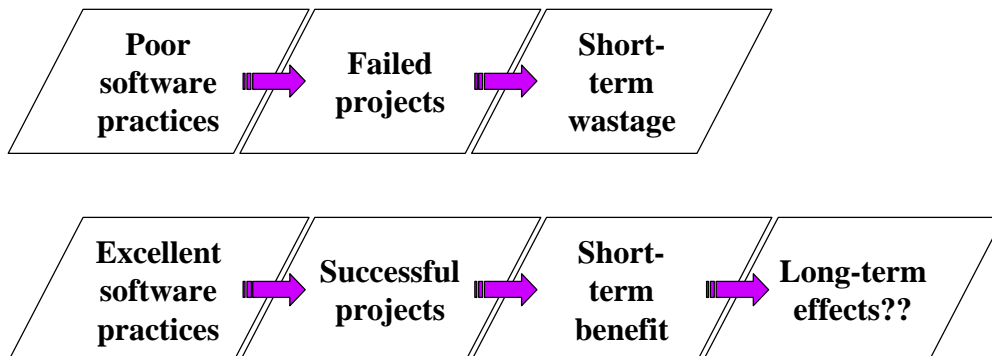 Poor
software
practices
Failed
projects
Short-
term
wastage
Excellent
software
practices
Successful
projects
Short-
term
benefit
Long-term
effects??